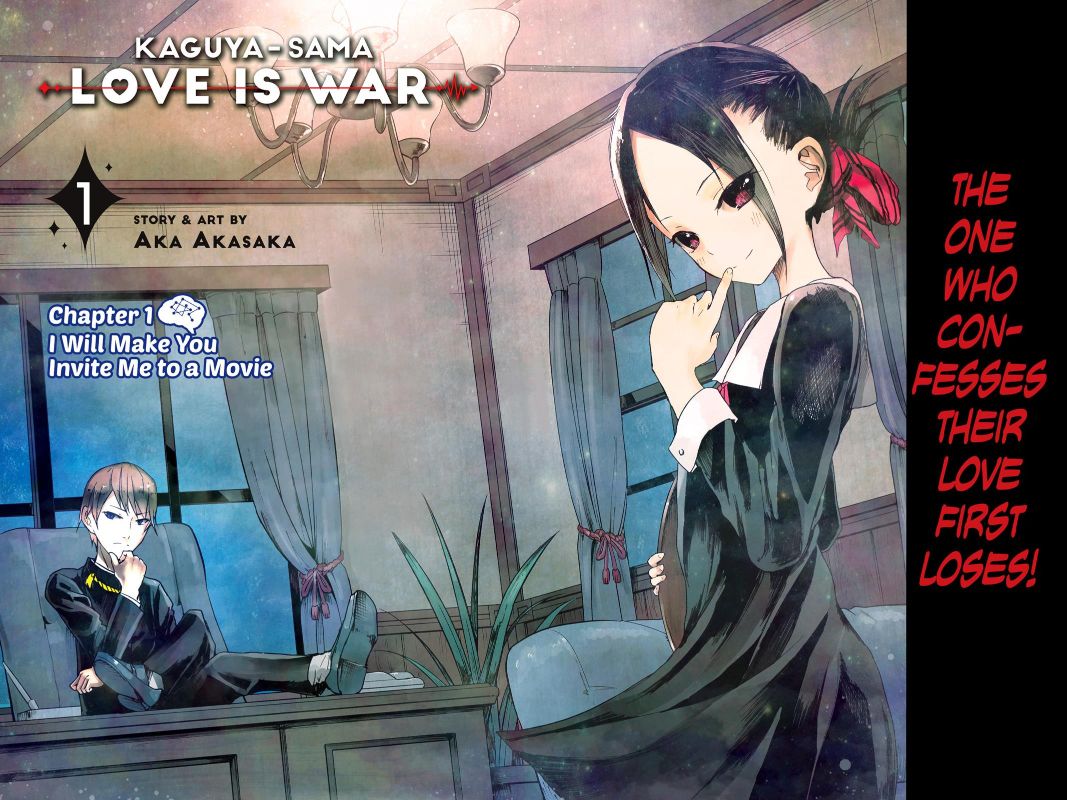 KAGUYA-SAMA
LOVE IS WAR
1
STORY & ART BY
AKA AKASAKA
Chapter 1
I Will Make You
Invite Me to a Movie
THE
ONE
WHO
CON-
FESSES
THEIR
LOVE
FIRST
LOSES!